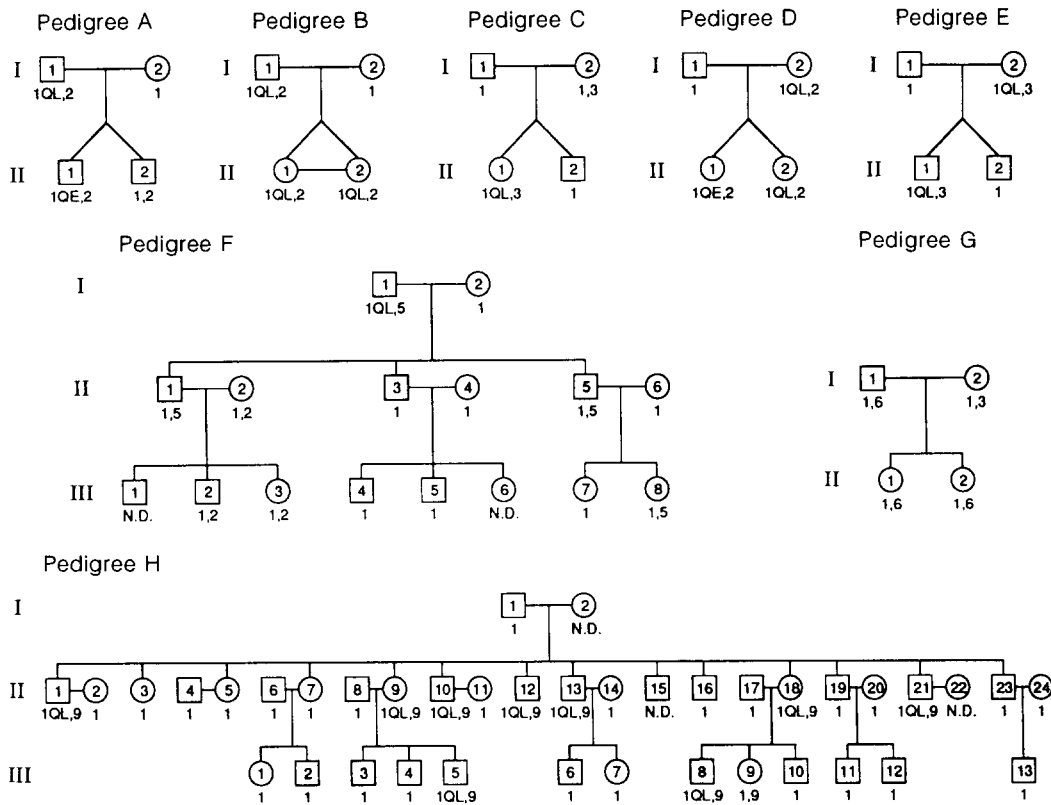 Pedigree A Pedigree B Pedigree C Pedigree D Pedigree E
I 1 2 I 1 2 I 1 2 I 1 2 I 1 2
1QL,2 1 1QL,2 1 1 1,3 1 1QL,2 1 1QL,3
II 1 2 II 1 2 II 1 2 II 1 2 II 1 2
1QE,2 1,2 1QL,2 1QL,2 1QL,3 1 1QE,2 1QL,2 1QL,3 1
Pedigree F Pedigree G
I 1 2
1QL,5 1
II 1 2 3 4 5 6 I 1 2
1,5 1,2 1 1 1,5 1 1,6 1,3
III 1 2 3 4 5 6 7 8 II 1 2
N.D. 1,2 1,2 1 1 N.D. 1 1,5 1,6 1,6
Pedigree H
I 1 2
1 N.D.
II 1 2 3 4 5 6 7 8 9 10 11 12 13 14 15 16 17 18 19 20 21 22 23 24
1QL,9 1 1 1 1 1 1 1 1QL,9 1QL,9 1 1QL,9 1QL,9 1 N.D. 1 1 1QL,9 1 1 1QL,9 N.D. 1 1
III 1 2 3 4 5 6 7 8 9 10 11 12 13
1 1 1 1 1QL,9 1 1 1QL,9 1,9 1 1 1 1